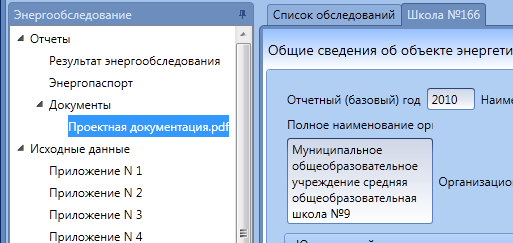 Энергообследование
Отчеты
Результат энергообследования
Энергопаспорт
Документы
Проектная документация.pdf
Исходные данные
Приложение N 1
Приложение N 2
Приложение N 3
Приложение N 4
Список обследований
Школа №166
Общие сведения об объекте энергети
Отчетный (базовый) год 2010 Наиме
Полное наименование орг
Муниципальное
общеобразовательное
учреждение средняя
общеобразовательная
школа №9
Организацио